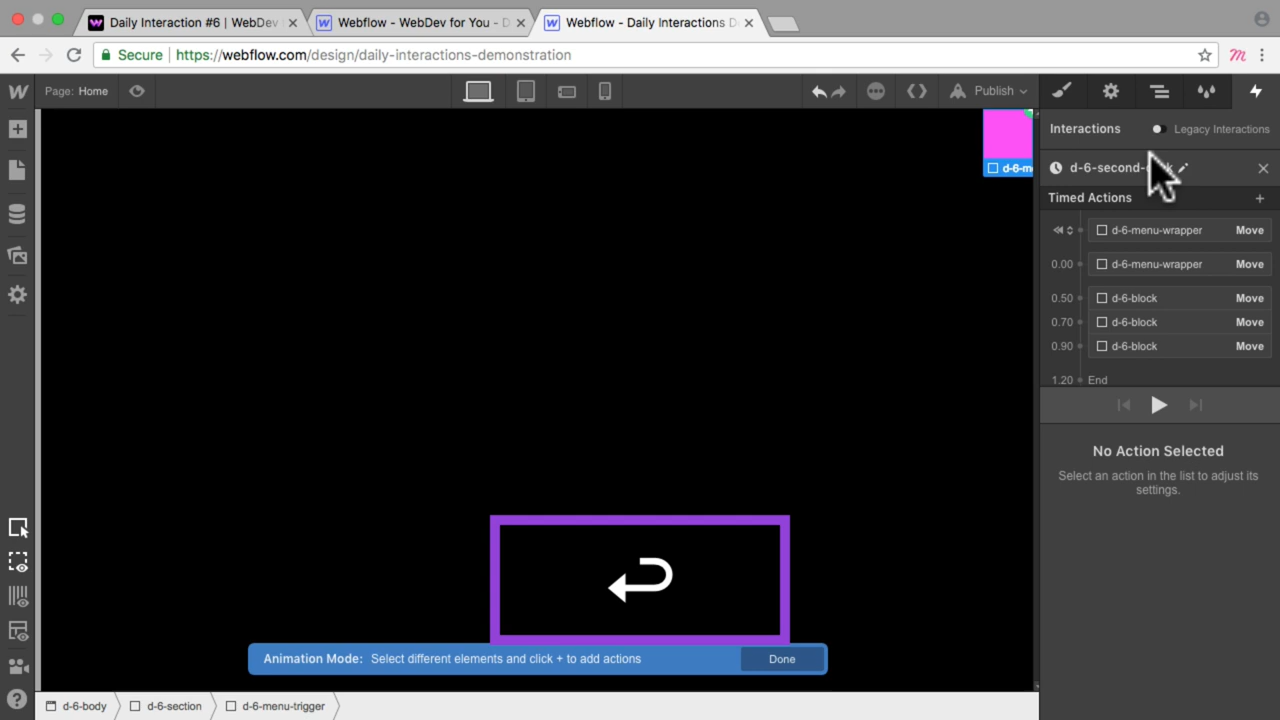 Daily Interaction #6 | WebDev
Webflow - WebDev for You - D
Webflow - Daily Interactions D
Secure | https://webflow.com/design/daily-interactions-demonstration
Page: Home
Publish
Interactions
Legacy Interactions
d-6-second-
Timed Actions
d-6-m
d-6-menu-wrapper Move
0.00 d-6-menu-wrapper Move
0.50 d-6-block Move
0.70 d-6-block Move
0.90 d-6-block Move
1.20 End
No Action Selected
Select an action in the list to adjust its
settings.
Animation Mode: Select different elements and click + to add actions
Done
d-6-body
d-6-section
d-6-menu-trigger